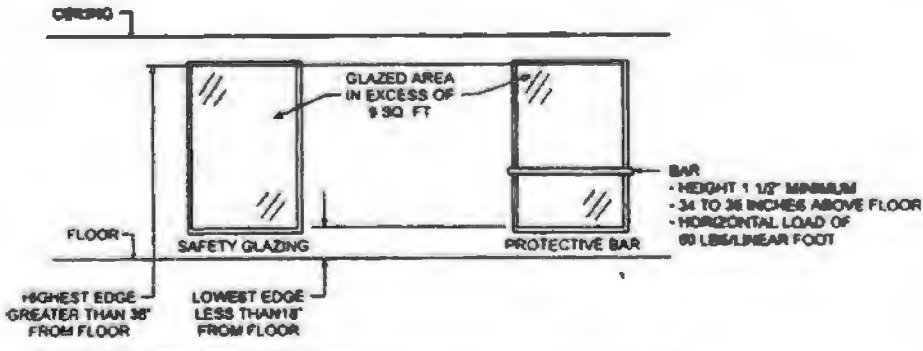 CEILING
GLAZED AREA
IN EXCESS OF
9 SQ. FT
BAR
- HEIGHT 1 1/2" MINIMUM
- 34 TO 38 INCHES ABOVE FLOOR
- HORIZONTAL LOAD OF
50 LBS/LINEAR FOOT
FLOOR
SAFETY GLAZING
PROTECTIVE BAR
HIGHEST EDGE
GREATER THAN 36"
FROM FLOOR
LOWEST EDGE
LESS THAN 18"
FROM FLOOR